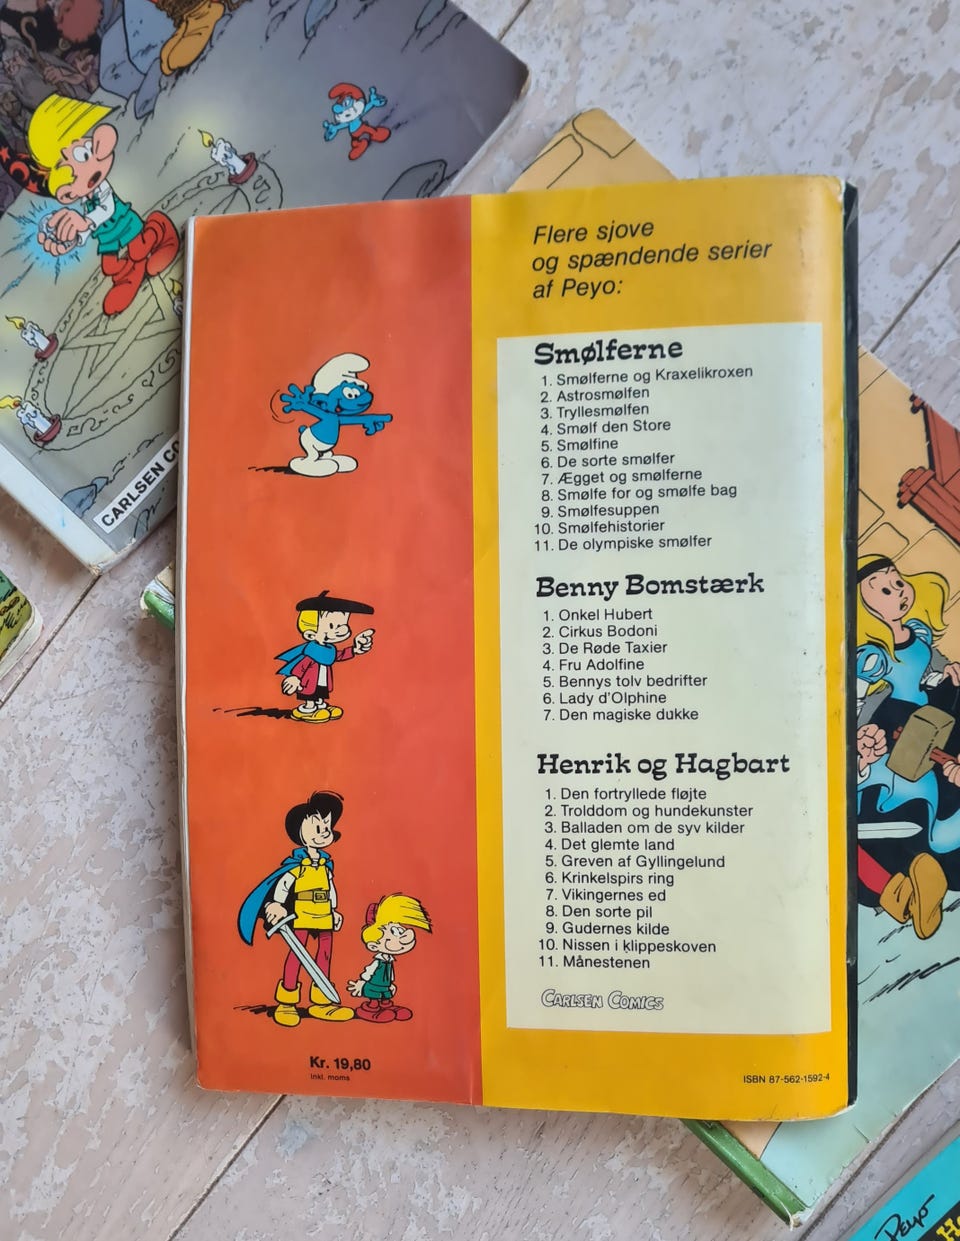 Flere sjove
og spændende serier
af Peyo:
Smølferne
1. Smølferne og Kraxelikroxen
2. Astrosmølfen
3. Tryllesmølfen
4. Smølf den Store
5. Smølfine
6. De sorte smølfer
7. Ægget og smølferne
8. Smølfe for og smølfe bag
9. Smølfesuppen
10. Smølfehistorier
11. De olympiske smølfer
Benny Bomstærk
1. Onkel Hubert
2. Cirkus Bodoni
3. De Røde Taxier
4. Fru Adolfine
5. Bennys tolv bedrifter
6. Lady d'Olphine
7. Den magiske dukke
Henrik og Hagbart
1. Den fortryllede fløjte
2. Trolddom og hundekunster
3. Balladen om de syv kilder
4. Det glemte land
5. Greven af Gyllingelund
6. Krinkelspirs ring
7. Vikingernes ed
8. Den sorte pil
9. Gudernes kilde
10. Nissen i klippeskoven
11. Månestenen
CARLSEN COMICS
Kr. 19,80
inkl. moms
ISBN 87-562-1592-4
CARLSEN CO
Peyo